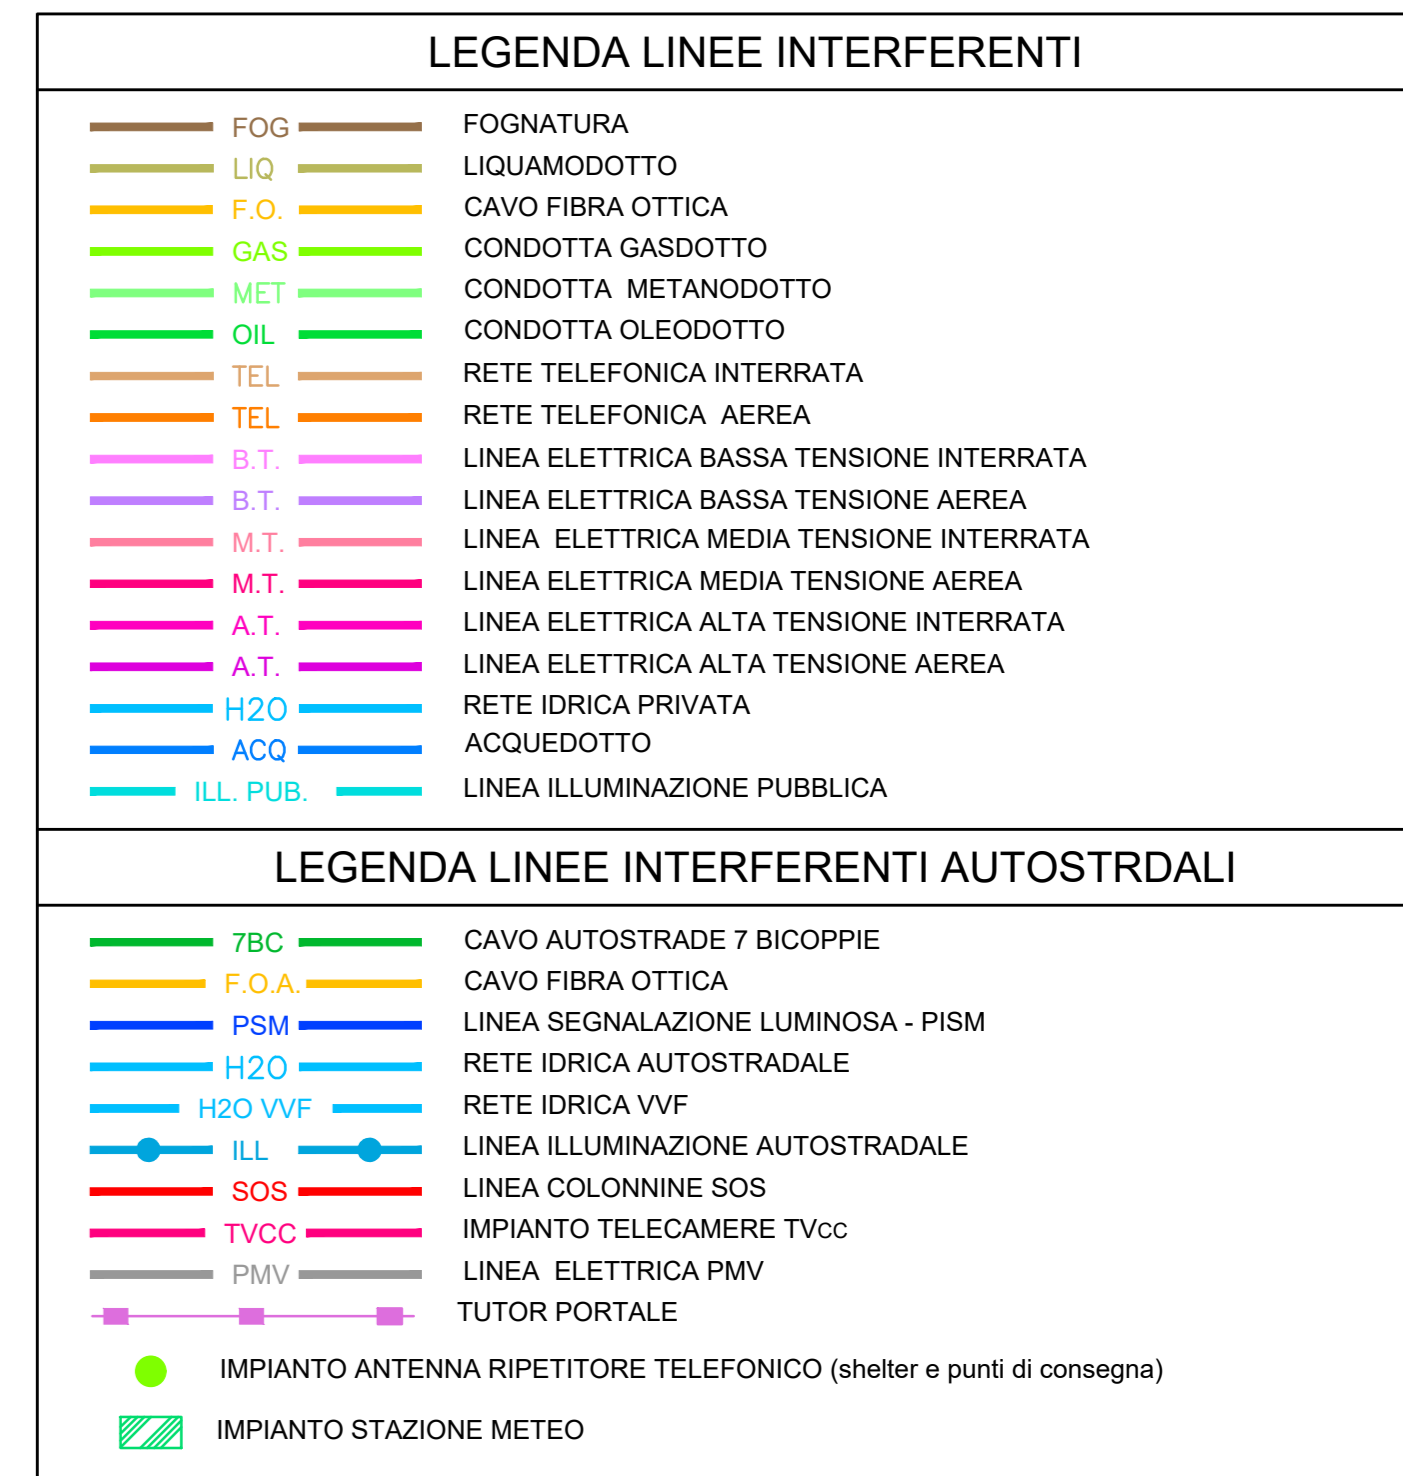 LEGENDA LINEE INTERFERENTI
FOG FOGNATURA
LIQ LIQUAMODOTTO
F.O. CAVO FIBRA OTTICA
GAS CONDOTTA GASDOTTO
MET CONDOTTA METANODOTTO
OIL CONDOTTA OLEODOTTO
TEL RETE TELEFONICA INTERRATA
TEL RETE TELEFONICA AEREA
B.T. LINEA ELETTRICA BASSA TENSIONE INTERRATA
B.T. LINEA ELETTRICA BASSA TENSIONE AEREA
M.T. LINEA ELETTRICA MEDIA TENSIONE INTERRATA
M.T. LINEA ELETTRICA MEDIA TENSIONE AEREA
A.T. LINEA ELETTRICA ALTA TENSIONE INTERRATA
A.T. LINEA ELETTRICA ALTA TENSIONE AEREA
H2O RETE IDRICA PRIVATA
ACQ ACQUEDOTTO
ILL. PUB. LINEA ILLUMINAZIONE PUBBLICA
LEGENDA LINEE INTERFERENTI AUTOSTRDALI
7BC CAVO AUTOSTRADE 7 BICOPPIE
F.O.A. CAVO FIBRA OTTICA
PSM LINEA SEGNALAZIONE LUMINOSA - PISM
H2O RETE IDRICA AUTOSTRADALE
H2O VVF RETE IDRICA VVF
ILL LINEA ILLUMINAZIONE AUTOSTRADALE
SOS LINEA COLONNINE SOS
TVCC IMPIANTO TELECAMERE TVcc
PMV LINEA ELETTRICA PMV
TUTOR PORTALE
IMPIANTO ANTENNA RIPETITORE TELEFONICO (shelter e punti di consegna)
IMPIANTO STAZIONE METEO